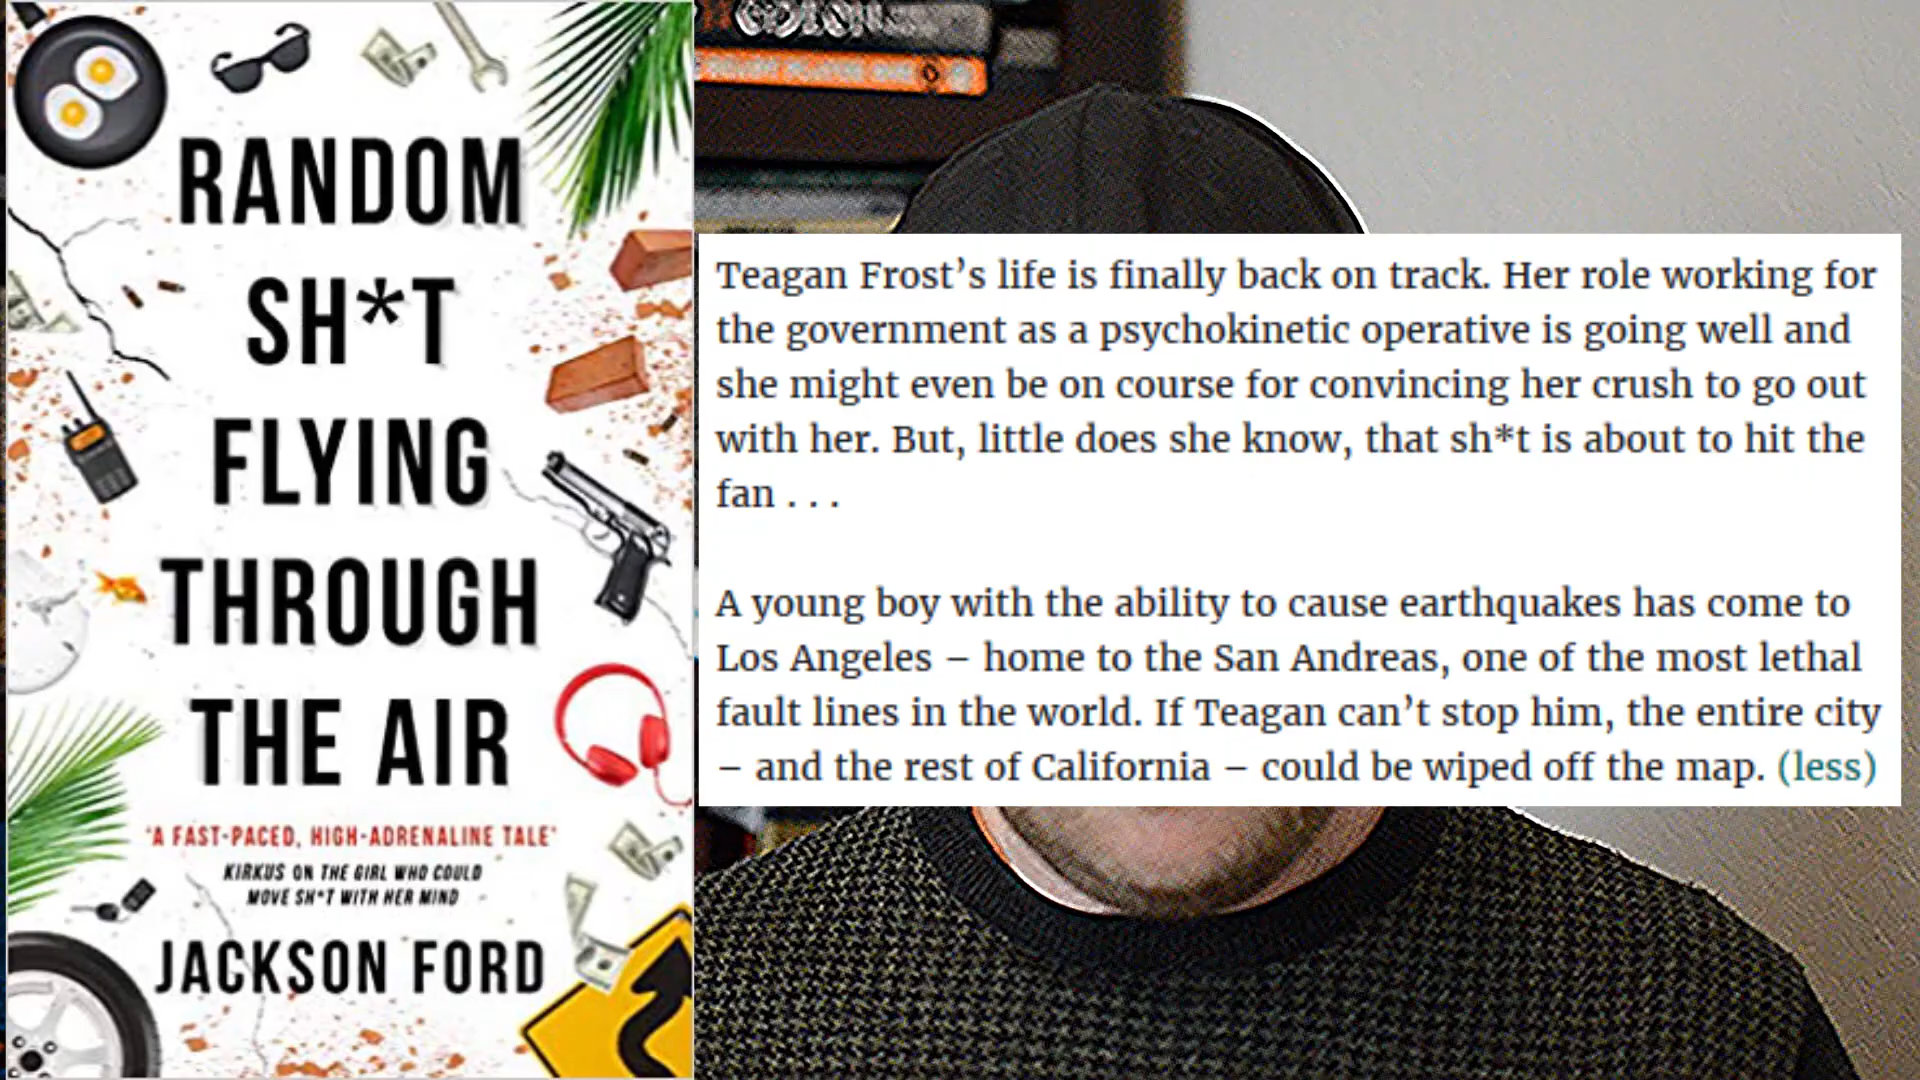 RANDOM
SH*T
FLYING
THROUGH
THE AIR
'A FAST-PACED, HIGH-ADRENALINE TALE'
KIRKUS ON THE GIRL WHO COULD
MOVE SH*T WITH HER MIND
JACKSON FORD
Teagan Frost’s life is finally back on track. Her role working for
the government as a psychokinetic operative is going well and
she might even be on course for convincing her crush to go out
with her. But, little does she know, that sh*t is about to hit the
fan . . .
A young boy with the ability to cause earthquakes has come to
Los Angeles – home to the San Andreas, one of the most lethal
fault lines in the world. If Teagan can’t stop him, the entire city
– and the rest of California – could be wiped off the map. (less)